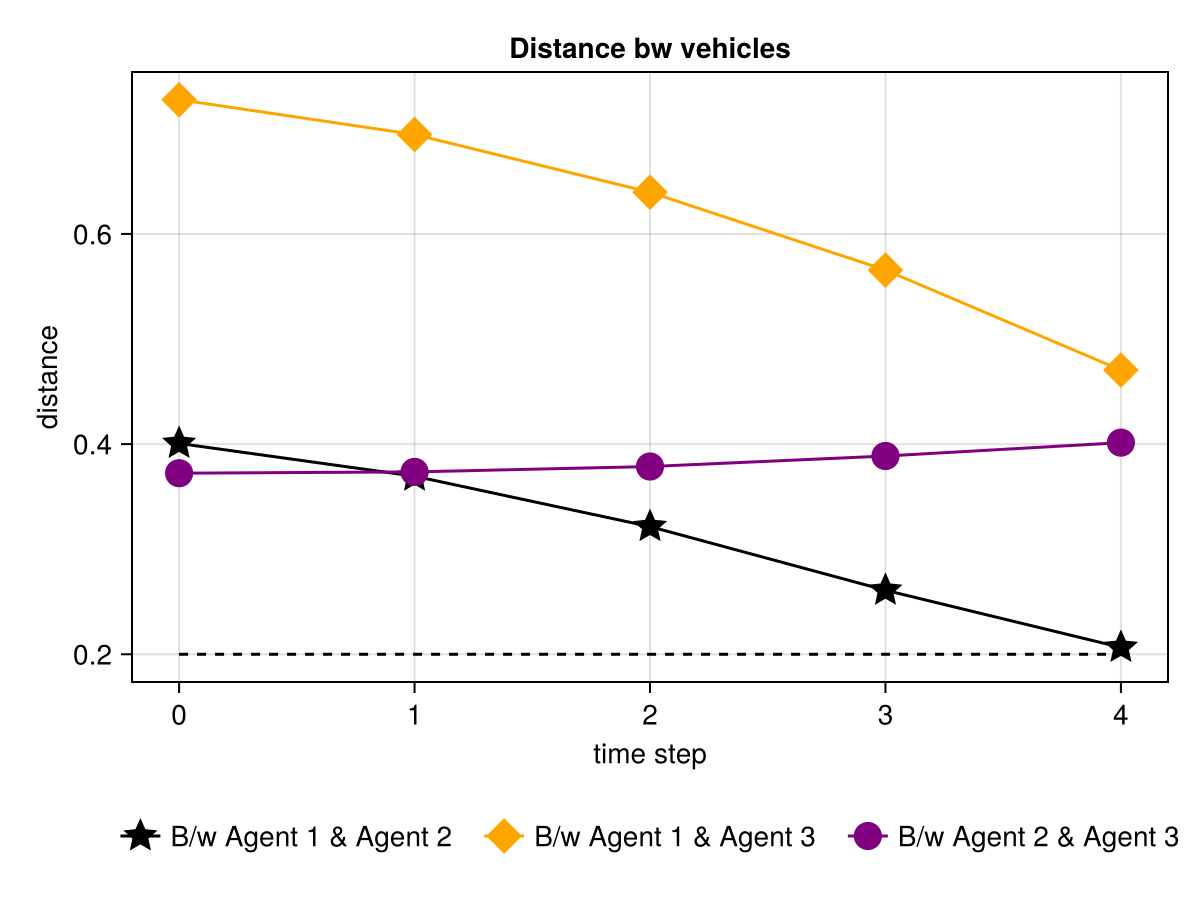 Distance bw vehicles
distance
0.6
0.4
0.2
0 1 2 3 4
time step
B/w Agent 1 & Agent 2 B/w Agent 1 & Agent 3 B/w Agent 2 & Agent 3